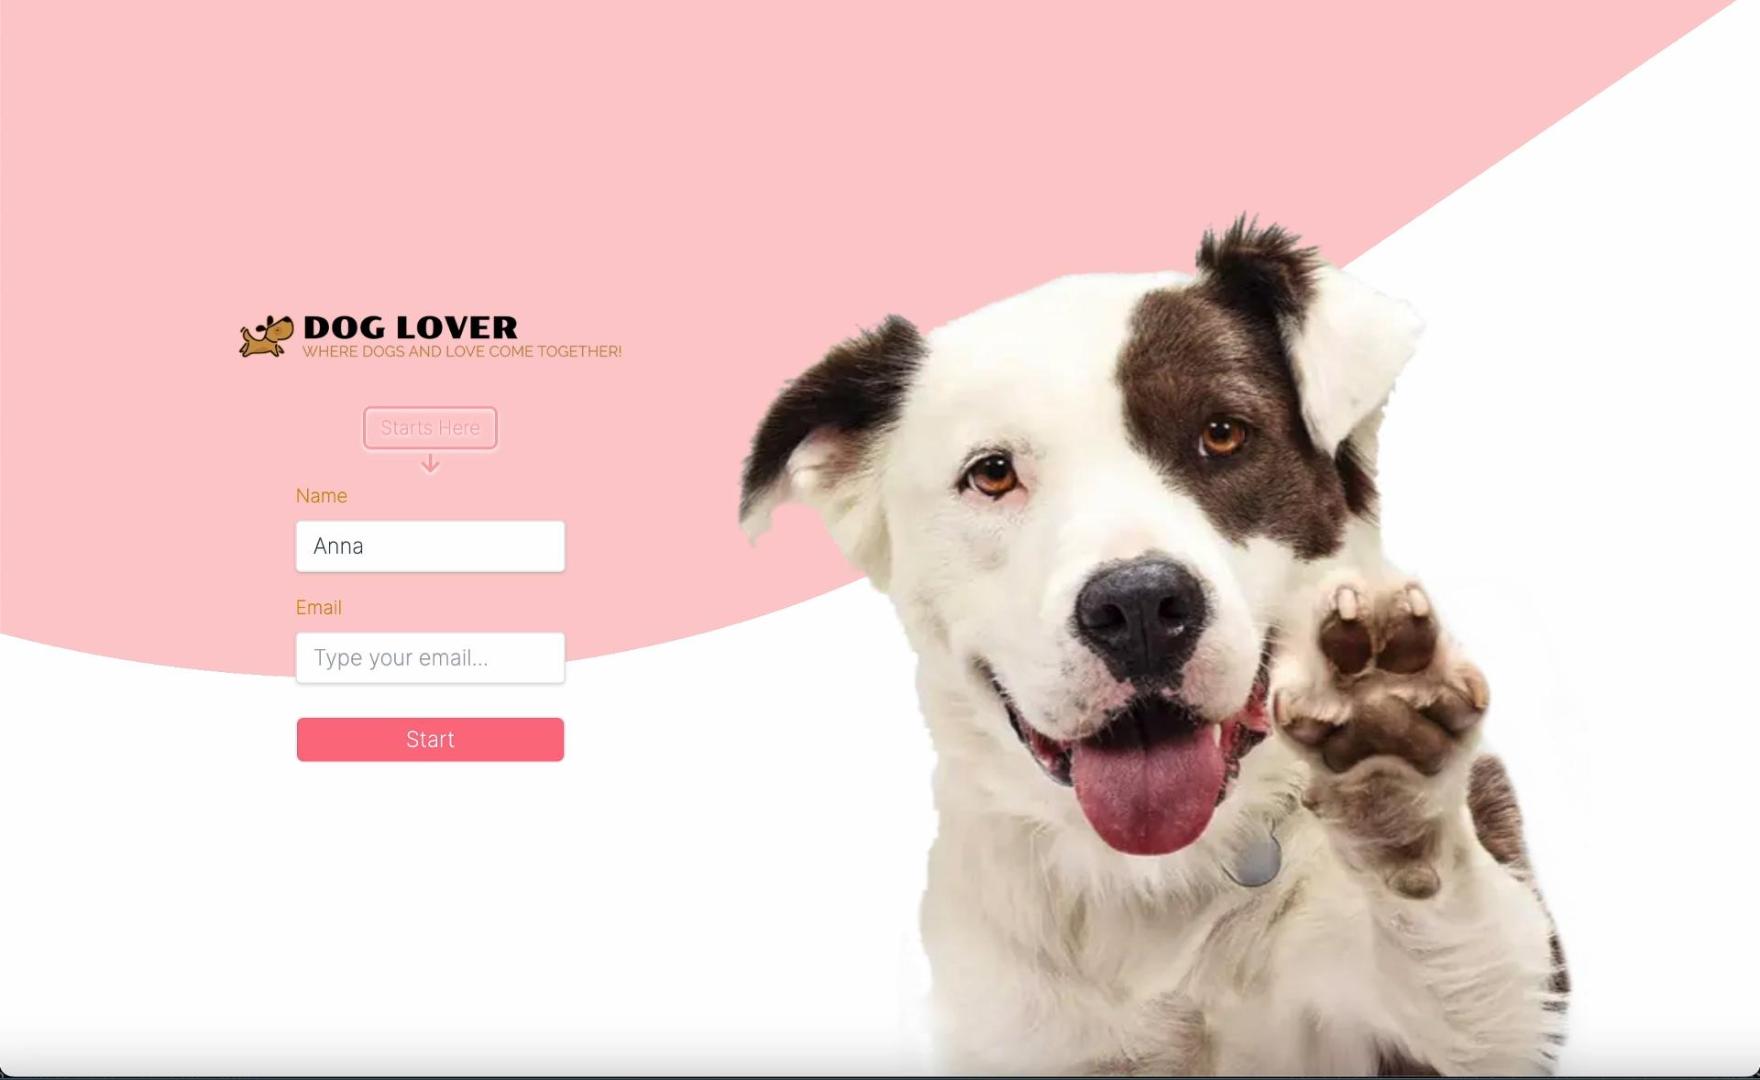 DOG LOVER
WHERE DOGS AND LOVE COME TOGETHER!
Starts Here
Name
Anna
Email
Type your email...
Start